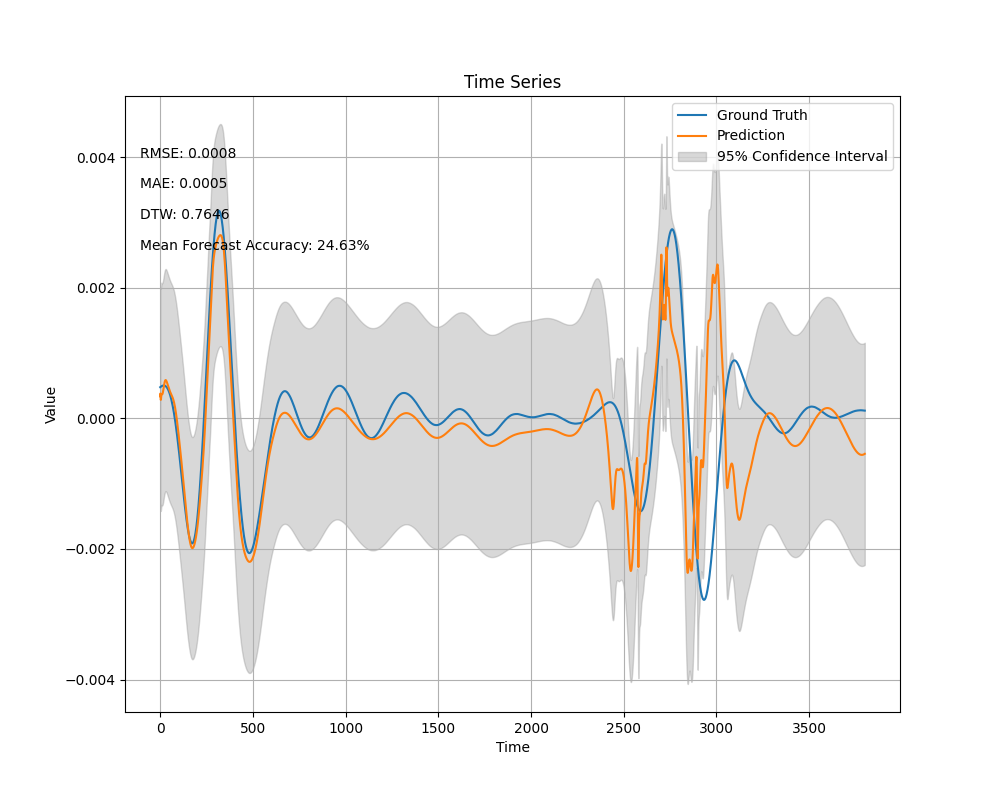 Time Series
Ground Truth
Prediction
95% Confidence Interval
RMSE: 0.0008
MAE: 0.0005
DTW: 0.7646
Mean Forecast Accuracy: 24.63%
0.004
0.002
0.000
−0.002
−0.004
Value
0 500 1000 1500 2000 2500 3000 3500
Time